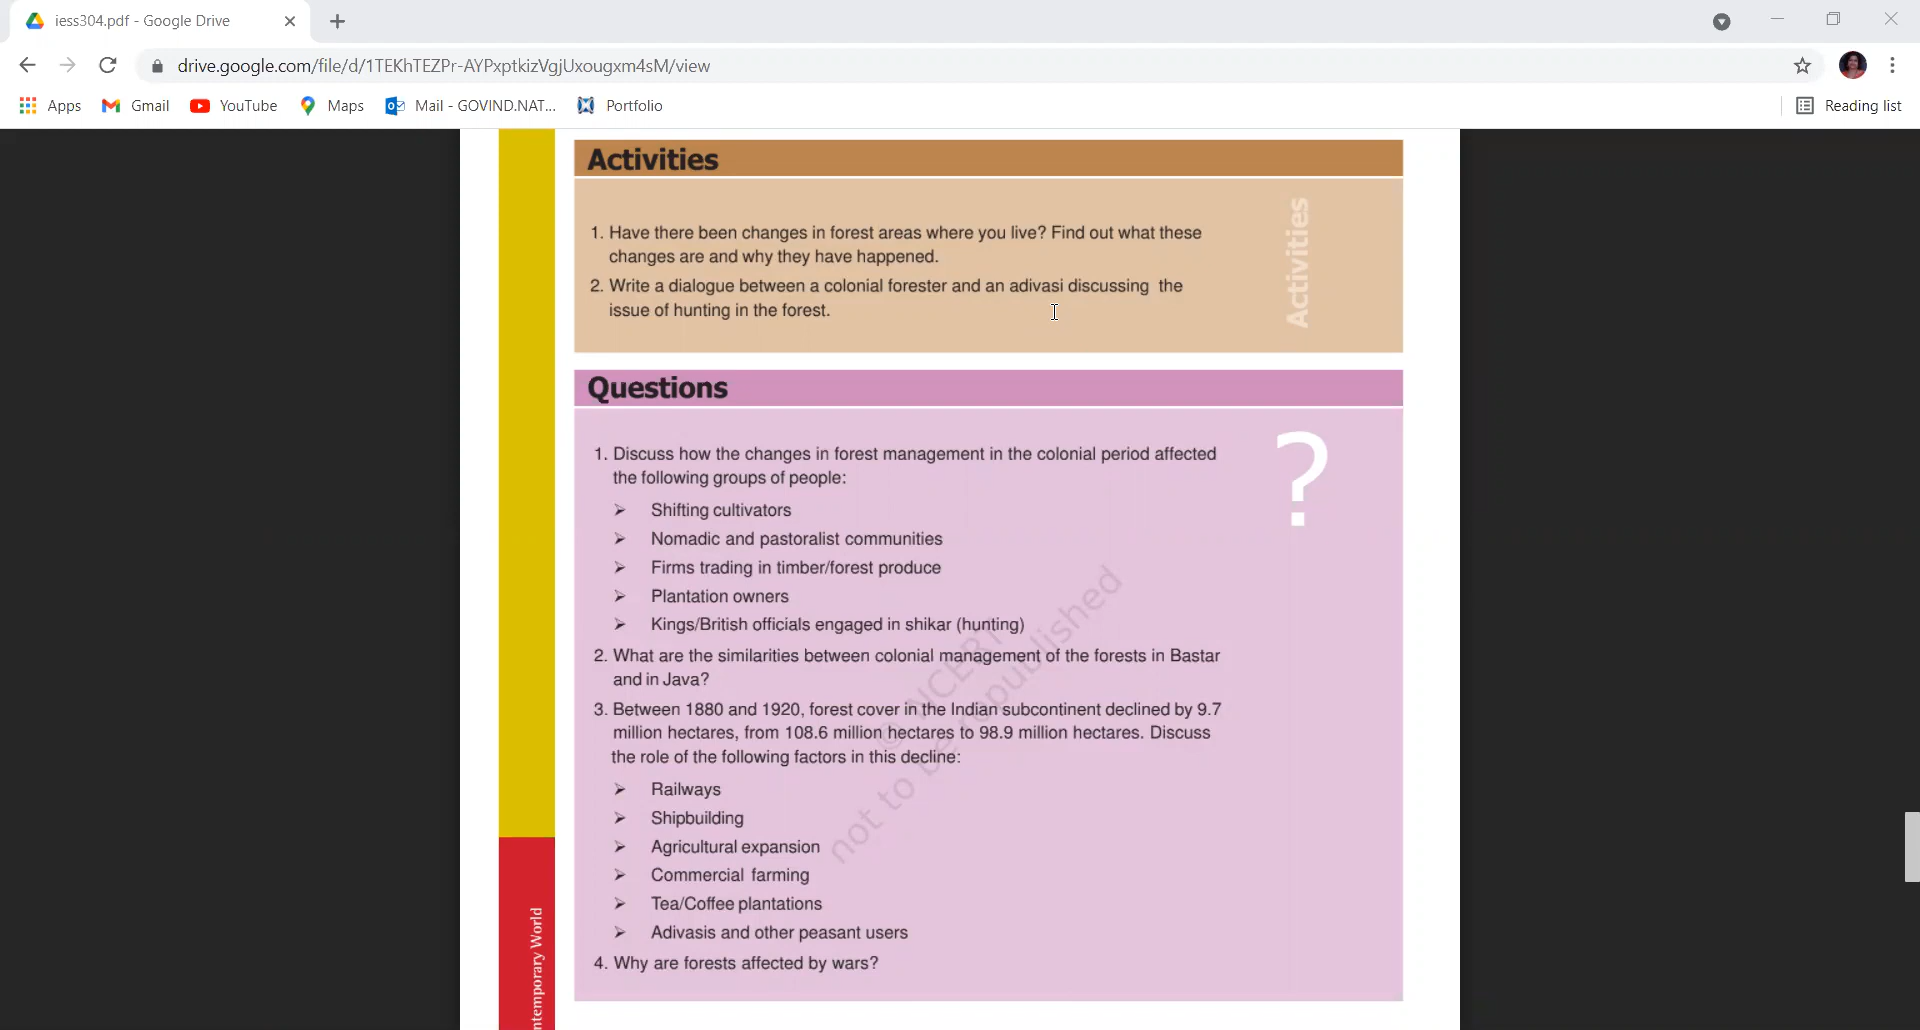 iess304.pdf - Google Drive
drive.google.com/file/d/1TEKhTEZPr-AYPxptkizVgjUxougxm4sM/view
Apps Gmail YouTube Maps Mail - GOVIND.NAT... Portfolio Reading list
Activities
Activities
1. Have there been changes in forest areas where you live? Find out what these
changes are and why they have happened.
2. Write a dialogue between a colonial forester and an adivasi discussing the
issue of hunting in the forest.
Questions
?
1. Discuss how the changes in forest management in the colonial period affected
the following groups of people:
➢ Shifting cultivators
➢ Nomadic and pastoralist communities
➢ Firms trading in timber/forest produce
➢ Plantation owners
➢ Kings/British officials engaged in shikar (hunting)
2. What are the similarities between colonial management of the forests in Bastar
and in Java?
3. Between 1880 and 1920, forest cover in the Indian subcontinent declined by 9.7
million hectares, from 108.6 million hectares to 98.9 million hectares. Discuss
the role of the following factors in this decline:
➢ Railways
➢ Shipbuilding
➢ Agricultural expansion
➢ Commercial farming
➢ Tea/Coffee plantations
➢ Adivasis and other peasant users
4. Why are forests affected by wars?
© NCERT
not to be republished
ntemporary World